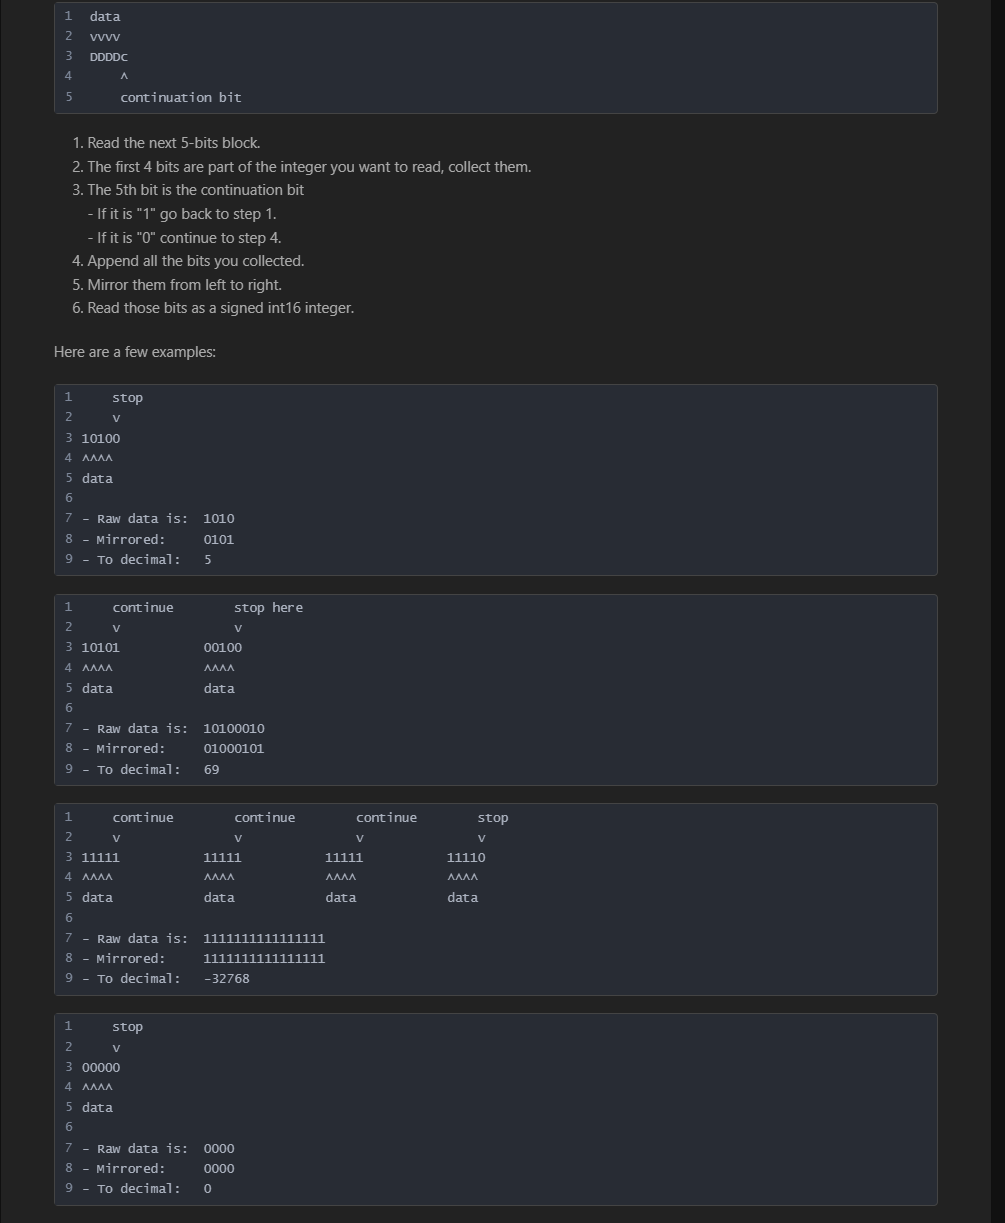 1 data
2 vvvv
3 DDDDc
4     ^
5     continuation bit
1. Read the next 5-bits block.
2. The first 4 bits are part of the integer you want to read, collect them.
3. The 5th bit is the continuation bit
- If it is "1" go back to step 1.
- If it is "0" continue to step 4.
4. Append all the bits you collected.
5. Mirror them from left to right.
6. Read those bits as a signed int16 integer.
Here are a few examples:
1     stop
2     v
3 10100
4 ^^^^
5 data
6
7 - Raw data is:  1010
8 - Mirrored:     0101
9 - To decimal:   5
1     continue        stop here
2     v               v
3 10101           00100
4 ^^^^            ^^^^
5 data            data
6
7 - Raw data is:  10100010
8 - Mirrored:     01000101
9 - To decimal:   69
1     continue        continue        continue        stop
2     v               v               v               v
3 11111           11111           11111           11110
4 ^^^^            ^^^^            ^^^^            ^^^^
5 data            data            data            data
6
7 - Raw data is:  1111111111111111
8 - Mirrored:     1111111111111111
9 - To decimal:   -32768
1     stop
2     v
3 00000
4 ^^^^
5 data
6
7 - Raw data is:  0000
8 - Mirrored:     0000
9 - To decimal:   0